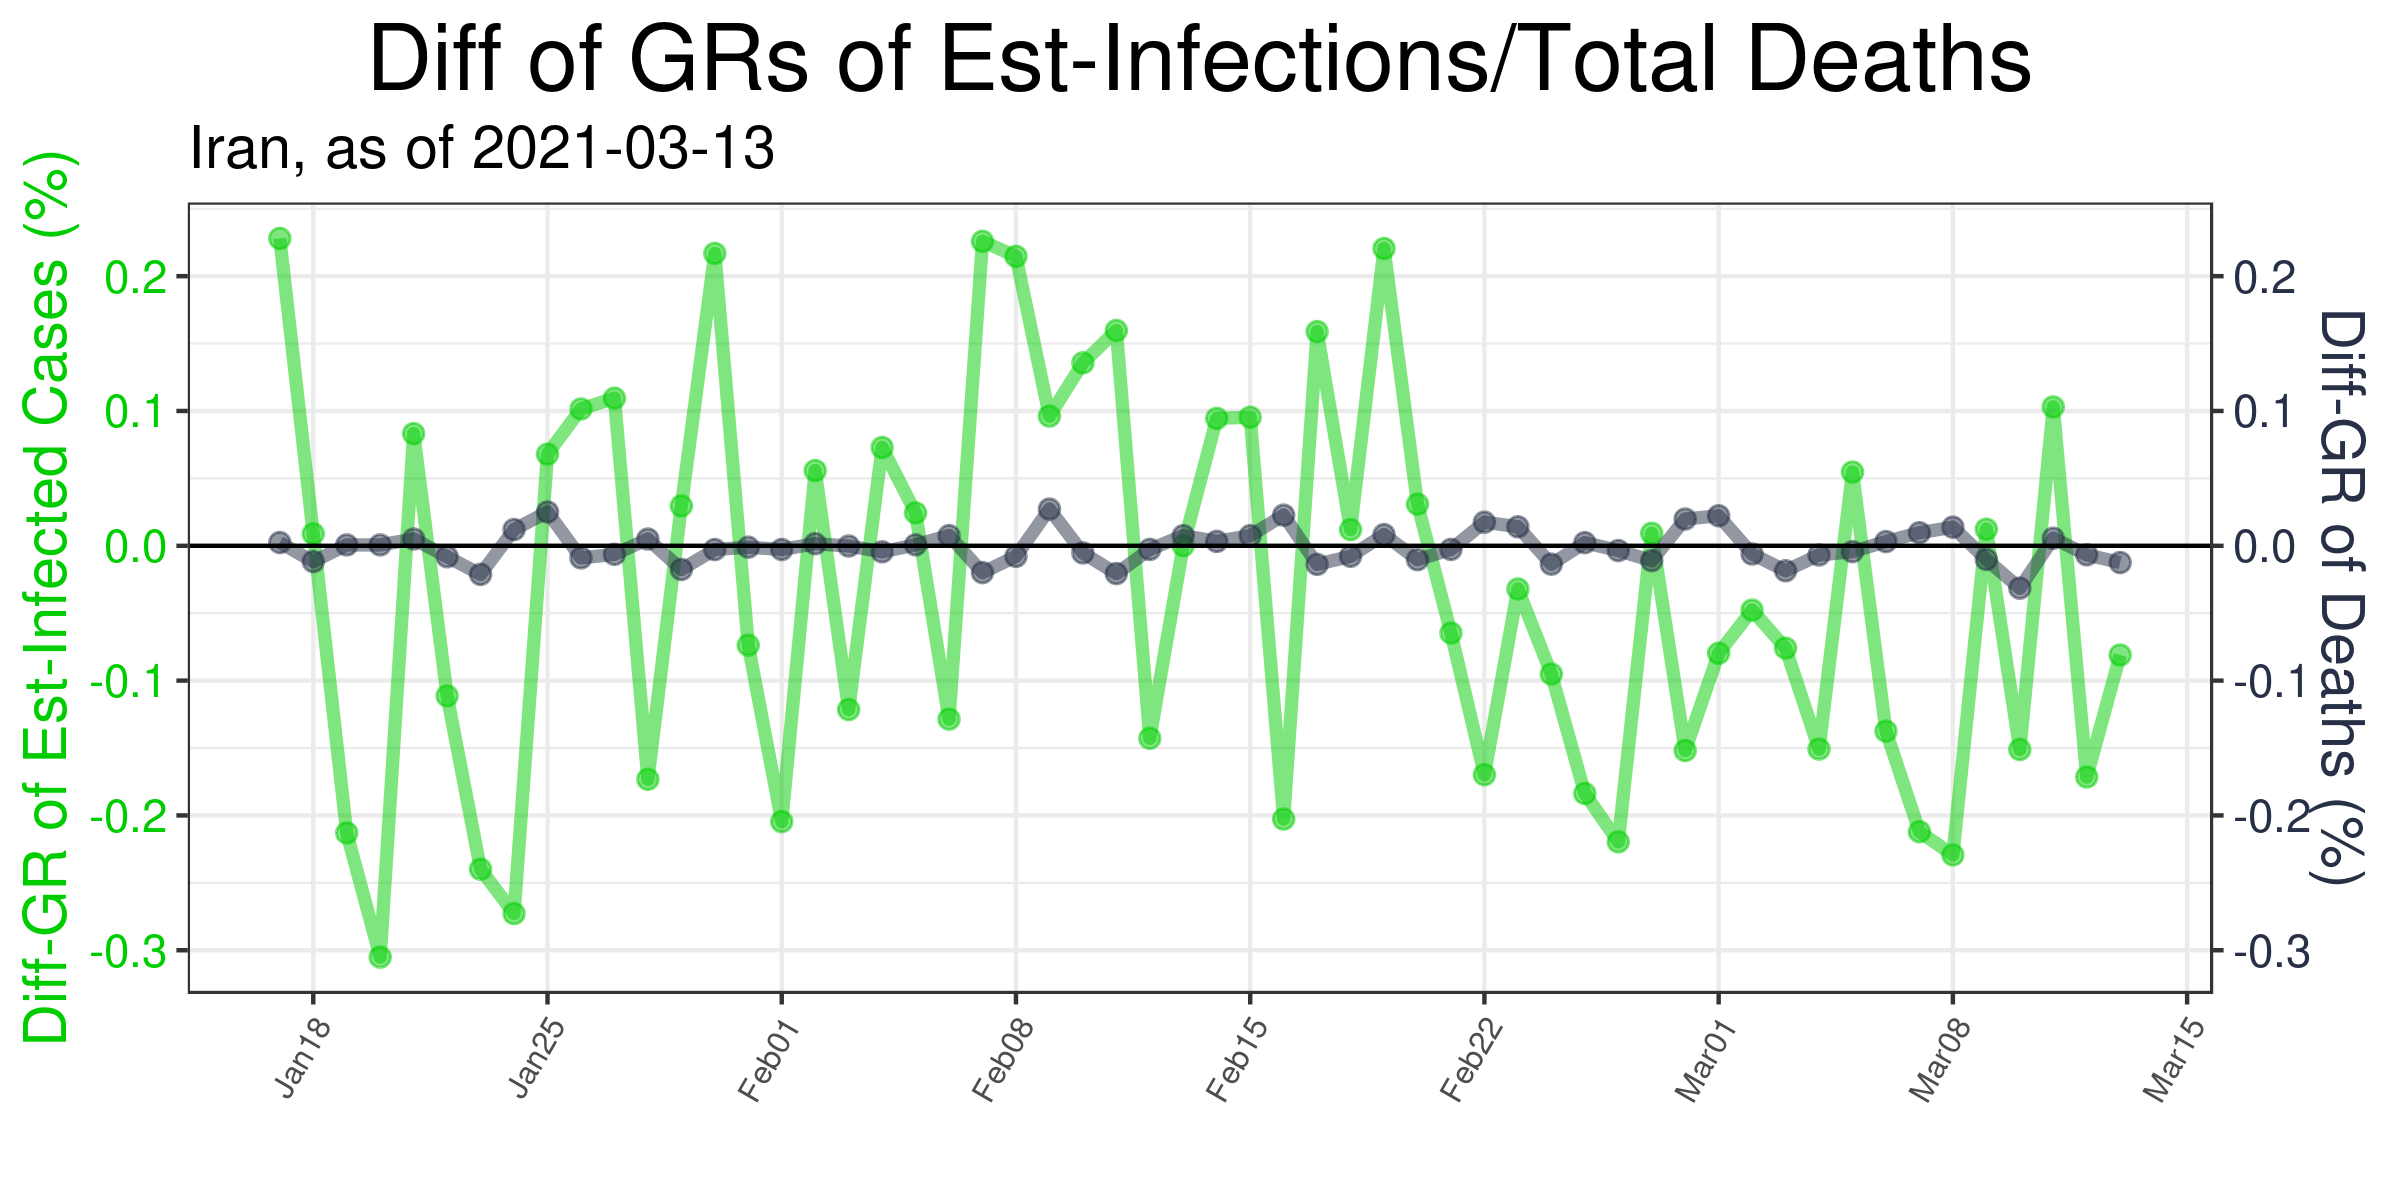 Diff of GRs of Est-Infections/Total Deaths
Iran, as of 2021-03-13
Diff-GR of Est-Infected Cases (%)
0.2
0.1
0.0
-0.1
-0.2
-0.3
0.2
0.1
0.0
-0.1
-0.2
-0.3
Diff-GR of Deaths (%)
Jan18
Jan25
Feb01
Feb08
Feb15
Feb22
Mar01
Mar08
Mar15